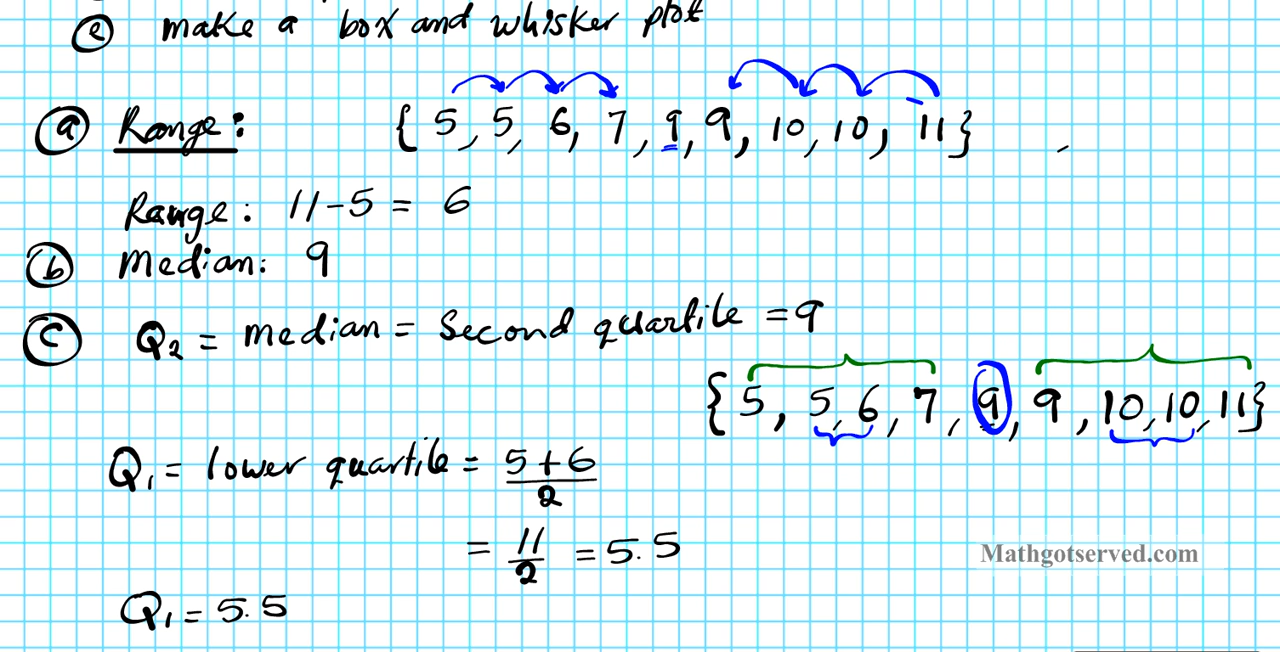 (e) make a box and whisker plot
(a) Range: { 5, 5, 6, 7, 9, 9, 10, 10, 11 }
Range: 11 - 5 = 6
(b) Median: 9
(c) Q₂ = median = Second quartile = 9
{ 5, 5, 6, 7, 9, 9, 10, 10, 11 }
Q₁ = lower quartile = 5+6/2
= 11/2 = 5.5
Mathgotserved.com
Q₁ = 5.5